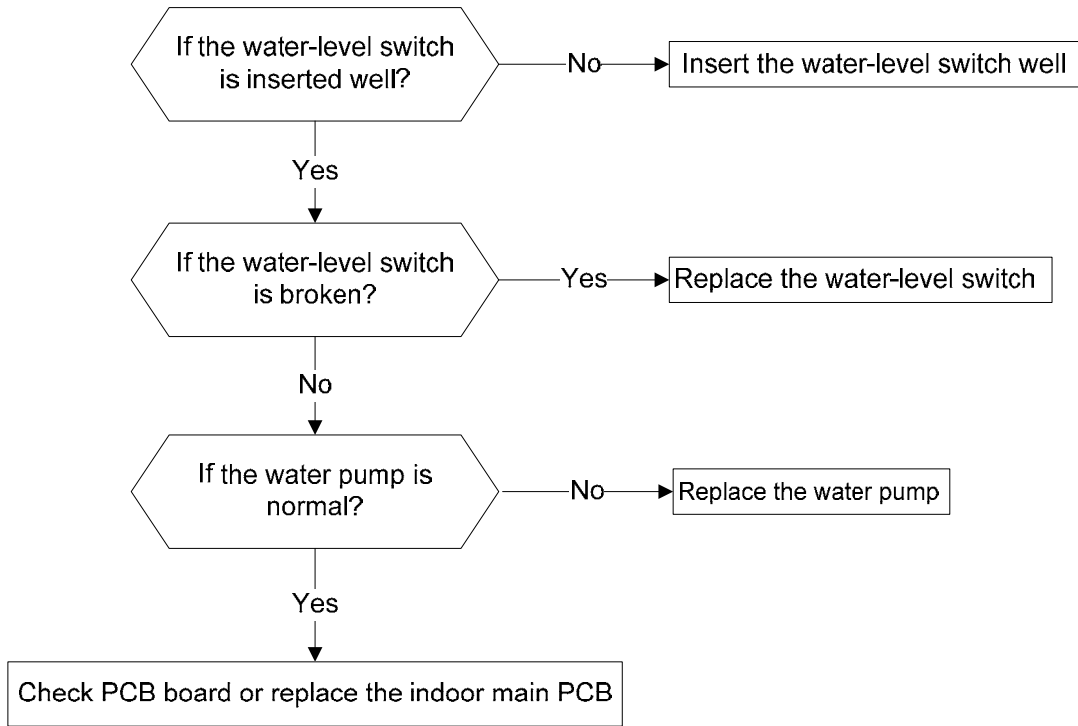 If the water-level switch
is inserted well?
No
Insert the water-level switch well
Yes
If the water-level switch
is broken?
Yes
Replace the water-level switch
No
If the water pump is
normal?
No
Replace the water pump
Yes
Check PCB board or replace the indoor main PCB